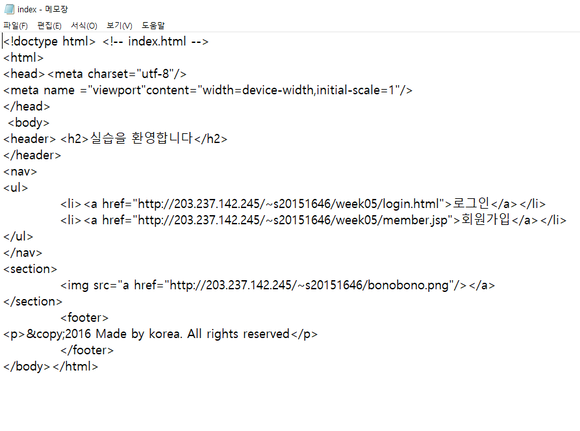 index - 메모장
파일(F) 편집(E) 서식(O) 보기(V) 도움말
<!doctype html> <!-- index.html -->
<html>
<head><meta charset="utf-8"/>
<meta name ="viewport"content="width=device-width,initial-scale=1"/>
</head>
<body>
<header> <h2>실습을 환영합니다</h2>
</header>
<nav>
<ul>
<li><a href="http://203.237.142.245/~s20151646/week05/login.html">로그인</a></li>
<li><a href="http://203.237.142.245/~s20151646/week05/member.jsp">회원가입</a></li>
</ul>
</nav>
<section>
<img src="a href="http://203.237.142.245/~s20151646/bonobono.png"/></a>
</section>
<footer>
<p>&copy;2016 Made by korea. All rights reserved</p>
</footer>
</body></html>